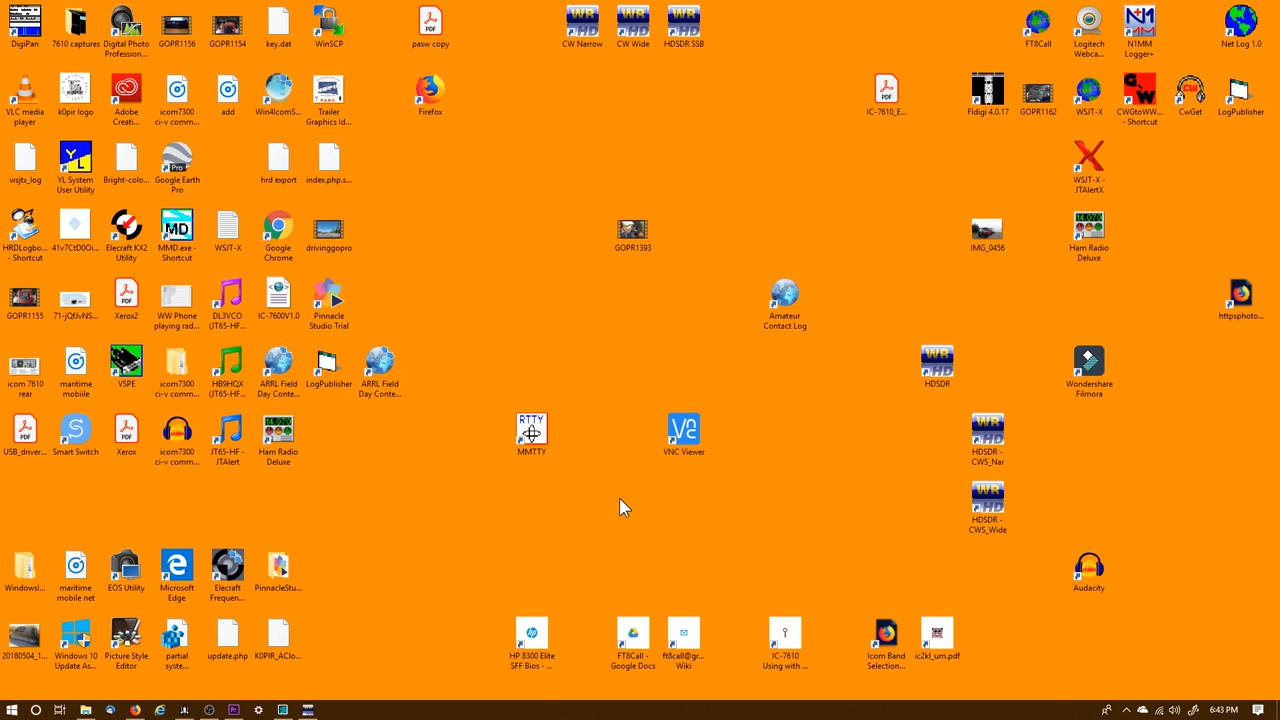 DigiPan
7610 captures
Digital Photo
Profession...
GOPR1156
GOPR1154
key.dat
WinSCP
pasw copy
CW Narrow
CW Wide
HDSDR SSB
FT8Call
Logitech
Webca...
N1MM
Logger+
Net Log 1.0
VLC media
player
k0pir logo
Adobe
Creati...
icom7300
ci-v comm...
add
Win4IcomS...
Trailer
Graphics Id...
Firefox
IC-7610_E...
Fldigi 4.0.17
GOPR1162
WSJT-X
CWGtoWW...
- Shortcut
CwGet
LogPublisher
wsjtx_log
YL System
User Utility
Bright-colo...
Google Earth
Pro
hrd export
index.php.s...
WSJT-X -
JTAlertX
HRDLogbo...
- Shortcut
41v7CtD0Oi...
Elecraft KX2
Utility
MMD.exe -
Shortcut
WSJT-X
Google
Chrome
drivinggopro
GOPR1393
IMG_0456
Ham Radio
Deluxe
GOPR1155
71-jQfJvNS...
Xerox2
WW Phone
playing rad...
DL3VCO
(JT65-HF...
IC-7600V1.0
Pinnacle
Studio Trial
Amateur
Contact Log
httpsphoto...
icom 7610
rear
maritime
mobiile
VSPE
icom7300
ci-v comm...
HB9HQX
(JT65-HF...
ARRL Field
Day Conte...
LogPublisher
ARRL Field
Day Conte...
HDSDR
Wondershare
Filmora
USB_driver...
Smart Switch
Xerox
icom7300
ci-v comm...
JT65-HF -
JTAlert
Ham Radio
Deluxe
MMTTY
VNC Viewer
HDSDR -
CWS_Nar
HDSDR -
CWS_Wide
Windowsl...
maritime
mobile net
EOS Utility
Microsoft
Edge
Elecraft
Frequen...
PinnacleStu...
Audacity
20180504_1...
Windows 10
Update As...
Picture Style
Editor
partial
syste...
update.php
K0PIR_AClo...
HP 8300 Elite
SFF Bios - ...
FT8Call -
Google Docs
ft8call@gr...
Wiki
IC-7610
Using with ...
Icom Band
Selection...
ic2kl_um.pdf
6:43 PM